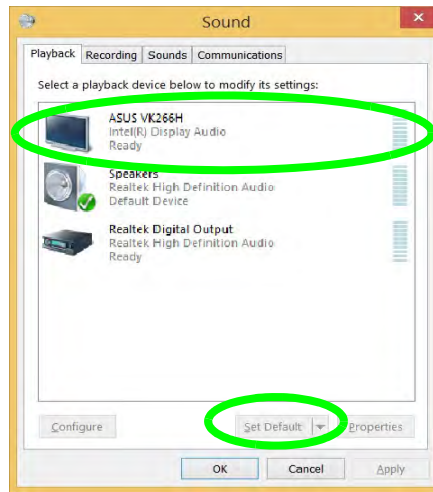 Sound
Playback Recording Sounds Communications
Select a playback device below to modify its settings:
ASUS VK266H
Intel(R) Display Audio
Ready
Speakers
Realtek High Definition Audio
Default Device
Realtek Digital Output
Realtek High Definition Audio
Ready
Configure Set Default Properties
OK Cancel Apply